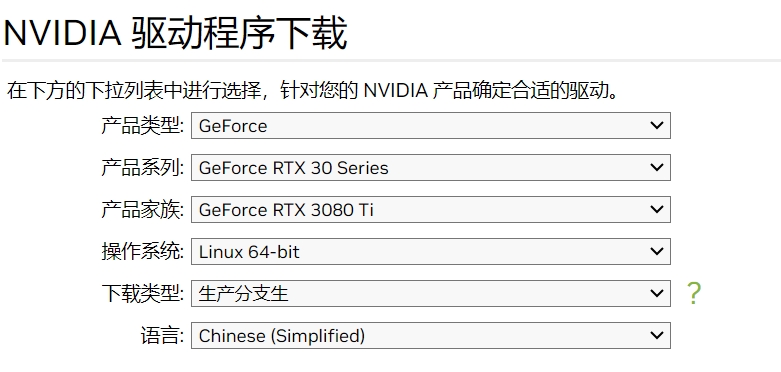 NVIDIA 驱动程序下载
在下方的下拉列表中进行选择，针对您的 NVIDIA 产品确定合适的驱动。
产品类型: GeForce
产品系列: GeForce RTX 30 Series
产品家族: GeForce RTX 3080 Ti
操作系统: Linux 64-bit
下载类型: 生产分支生 ?
语言: Chinese (Simplified)